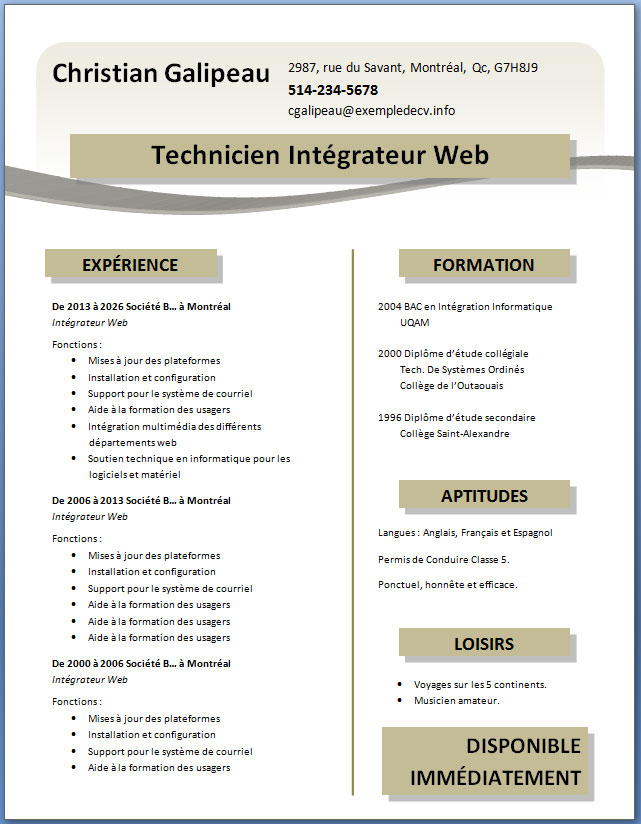 Christian Galipeau
2987, rue du Savant, Montréal, Qc, G7H8J9
514-234-5678
cgalipeau@exempledecv.info
Technicien Intégrateur Web
EXPÉRIENCE
De 2013 à 2026 Société B... à Montréal
Intégrateur Web
Fonctions :
• Mises à jour des plateformes
• Installation et configuration
• Support pour le système de courriel
• Aide à la formation des usagers
• Intégration multimédia des différents
départements web
• Soutien technique en informatique pour les
logiciels et matériel
De 2006 à 2013 Société B... à Montréal
Intégrateur Web
Fonctions :
• Mises à jour des plateformes
• Installation et configuration
• Support pour le système de courriel
• Aide à la formation des usagers
• Aide à la formation des usagers
• Aide à la formation des usagers
De 2000 à 2006 Société B... à Montréal
Intégrateur Web
Fonctions :
• Mises à jour des plateformes
• Installation et configuration
• Support pour le système de courriel
• Aide à la formation des usagers
FORMATION
2004 BAC en Intégration Informatique
UQAM
2000 Diplôme d'étude collégiale
Tech. De Systèmes Ordinés
Collège de l'Outaouais
1996 Diplôme d'étude secondaire
Collège Saint-Alexandre
APTITUDES
Langues : Anglais, Français et Espagnol
Permis de Conduire Classe 5.
Ponctuel, honnête et efficace.
LOISIRS
• Voyages sur les 5 continents.
• Musicien amateur.
DISPONIBLE
IMMÉDIATEMENT